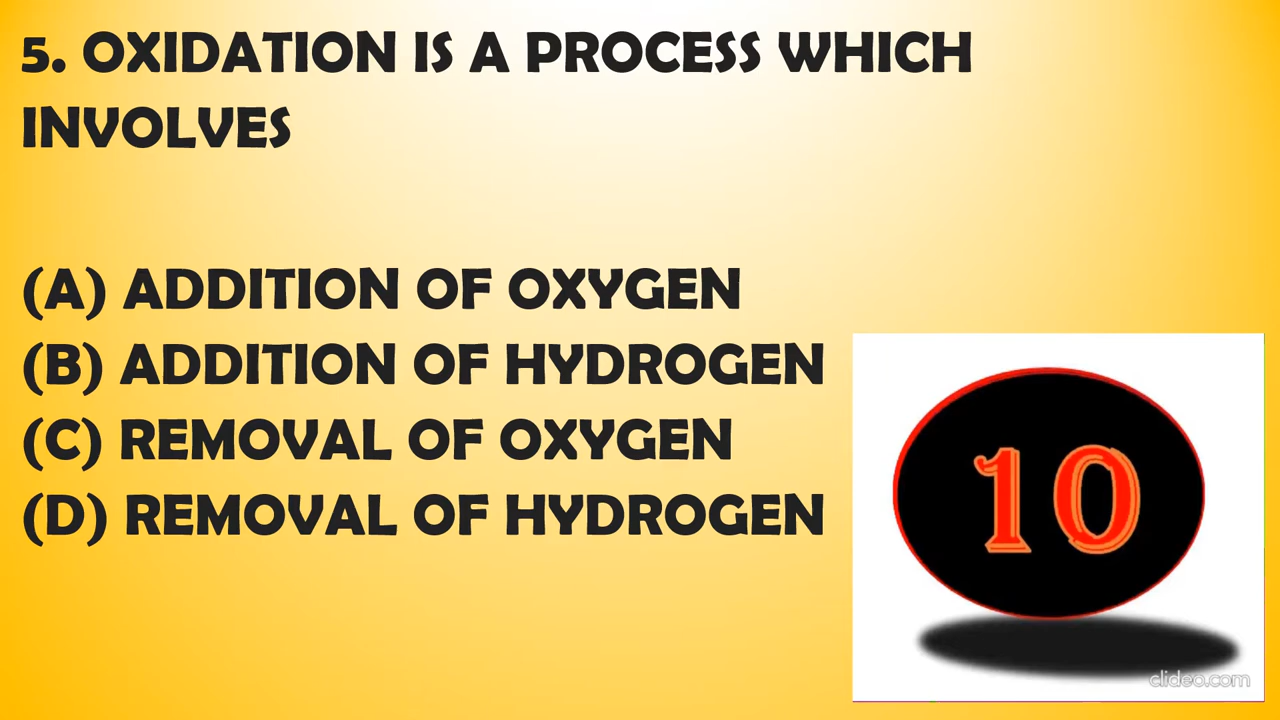 5. OXIDATION IS A PROCESS WHICH
INVOLVES
(A) ADDITION OF OXYGEN
(B) ADDITION OF HYDROGEN
(C) REMOVAL OF OXYGEN
(D) REMOVAL OF HYDROGEN
10
clideo.com